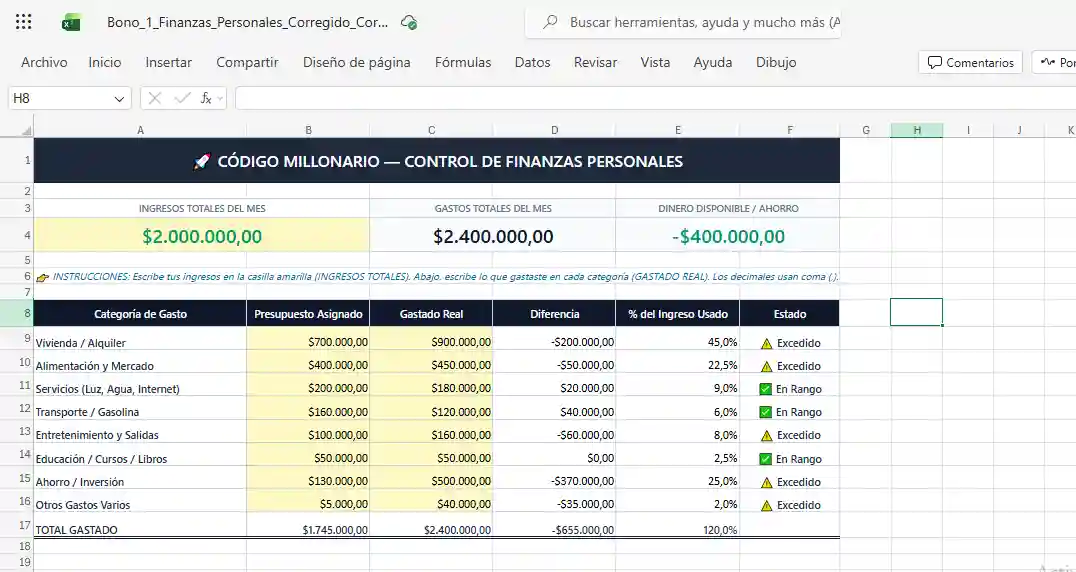 Bono_1_Finanzas_Personales_Corregido_Cor...
Buscar herramientas, ayuda y mucho más (A
Archivo Inicio Insertar Compartir Diseño de página Fórmulas Datos Revisar Vista Ayuda Dibujo Comentarios Por
H8 fx
A B C D E F G H I J K
1 🚀 CÓDIGO MILLONARIO — CONTROL DE FINANZAS PERSONALES
2
3 INGRESOS TOTALES DEL MES GASTOS TOTALES DEL MES DINERO DISPONIBLE / AHORRO
4 $2.000.000,00 $2.400.000,00 -$400.000,00
5
6 👉 INSTRUCCIONES: Escribe tus ingresos en la casilla amarilla (INGRESOS TOTALES). Abajo, escribe lo que gastaste en cada categoría (GASTADO REAL). Los decimales usan coma (,).
7
8 Categoría de Gasto Presupuesto Asignado Gastado Real Diferencia % del Ingreso Usado Estado
9 Vivienda / Alquiler $700.000,00 $900.000,00 -$200.000,00 45,0% ⚠ Excedido
10 Alimentación y Mercado $400.000,00 $450.000,00 -$50.000,00 22,5% ⚠ Excedido
11 Servicios (Luz, Agua, Internet) $200.000,00 $180.000,00 $20.000,00 9,0% ✅ En Rango
12 Transporte / Gasolina $160.000,00 $120.000,00 $40.000,00 6,0% ✅ En Rango
13 Entretenimiento y Salidas $100.000,00 $160.000,00 -$60.000,00 8,0% ⚠ Excedido
14 Educación / Cursos / Libros $50.000,00 $50.000,00 $0,00 2,5% ✅ En Rango
15 Ahorro / Inversión $130.000,00 $500.000,00 -$370.000,00 25,0% ⚠ Excedido
16 Otros Gastos Varios $5.000,00 $40.000,00 -$35.000,00 2,0% ⚠ Excedido
17 TOTAL GASTADO $1.745.000,00 $2.400.000,00 -$655.000,00 120,0%
18
19